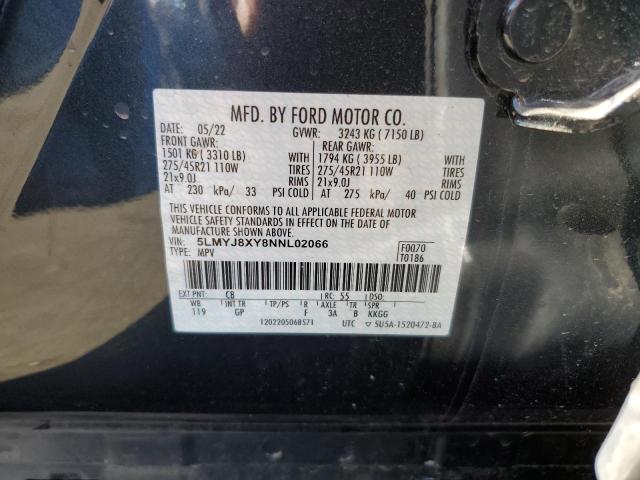 MFD. BY FORD MOTOR CO.
DATE: 05/22 GVWR: 3243 KG ( 7150 LB)
FRONT GAWR: REAR GAWR:
1501 KG ( 3310 LB) WITH 1794 KG ( 3955 LB) WITH
275/45R21 110W TIRES 275/45R21 110W TIRES
21x9.0J RIMS 21x9.0J RIMS
AT 230 kPa/ 33 PSI COLD AT 275 kPa/ 40 PSI COLD
THIS VEHICLE CONFORMS TO ALL APPLICABLE FEDERAL MOTOR
VEHICLE SAFETY STANDARDS IN EFFECT ON THE DATE OF
MANUFACTURE SHOWN ABOVE.
VIN: 5LMYJ8XY8NNL02066 F0070
TYPE: MPV T0186
EXT PNT: CB RC: 55 DSO:
WB INT TR TP/PS R AXLE TR SPR
119 GP F 3A B KKGG
UTC ▽ 5U5A-1520472-BA